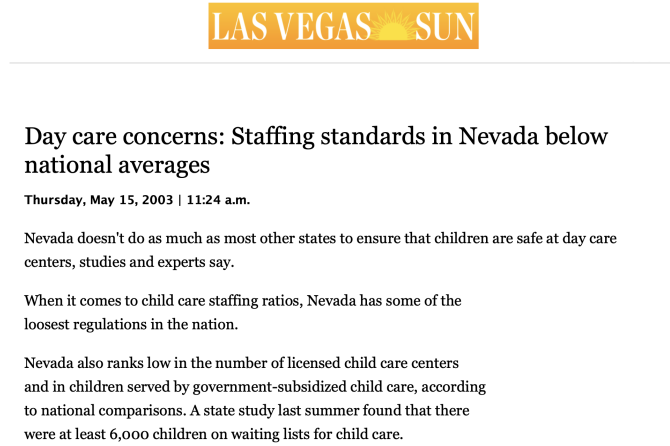 LAS VEGAS SUN
Day care concerns: Staffing standards in Nevada below
national averages
Thursday, May 15, 2003 | 11:24 a.m.
Nevada doesn't do as much as most other states to ensure that children are safe at day care
centers, studies and experts say.
When it comes to child care staffing ratios, Nevada has some of the
loosest regulations in the nation.
Nevada also ranks low in the number of licensed child care centers
and in children served by government-subsidized child care, according
to national comparisons. A state study last summer found that there
were at least 6,000 children on waiting lists for child care.